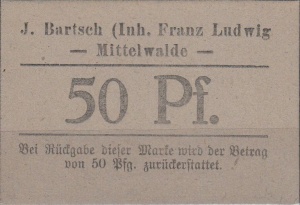 J. Bartsch (Inh. Franz Ludwig
— Mittelwalde —
50 Pf.
Bei Rückgabe dieser Marke wird der Betrag
von 50 Pfg. zurückerstattet.